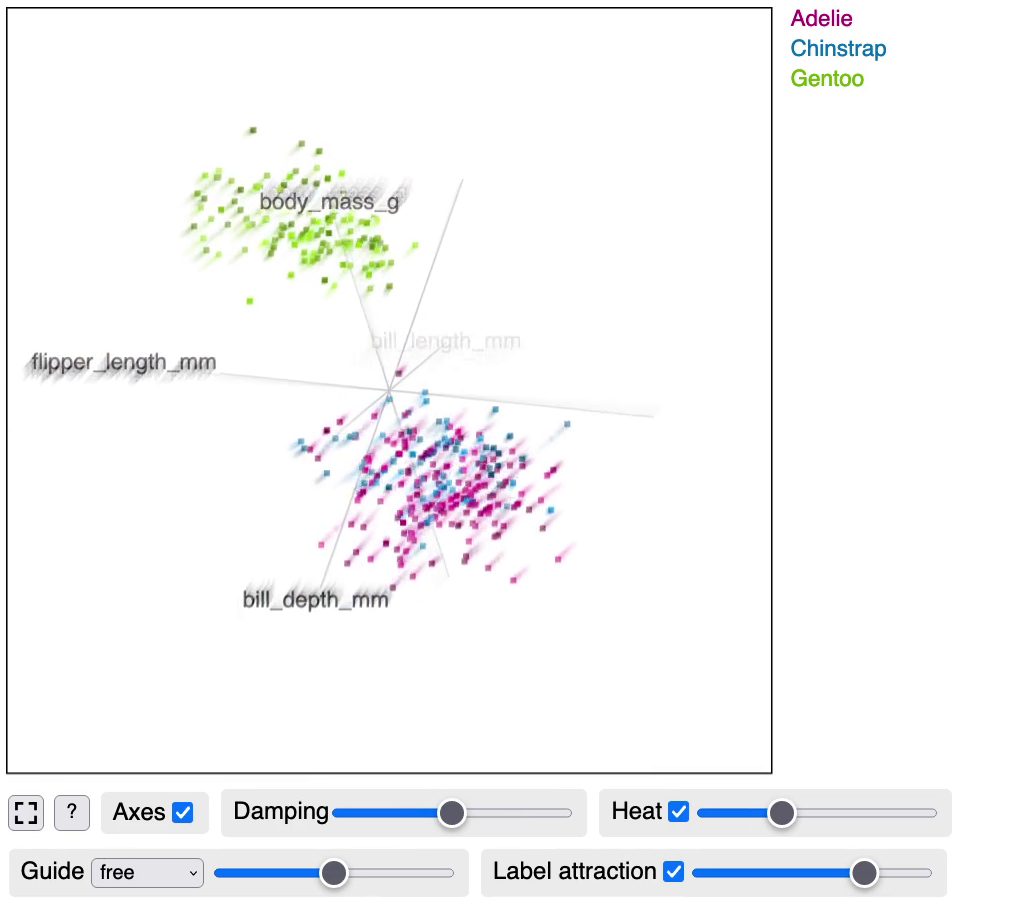 Adelie
Chinstrap
Gentoo
body_mass_g
bill_length_mm
flipper_length_mm
bill_depth_mm
? Axes Damping Heat
Guide free Label attraction